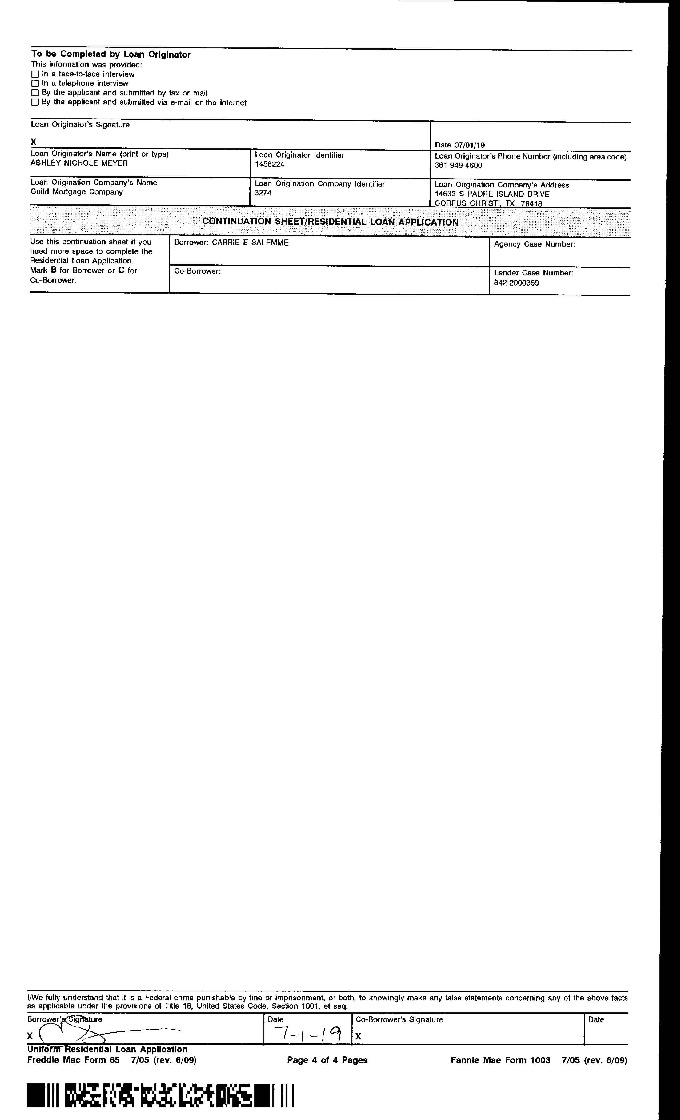 To be Completed by Loan Originator
This information was provided:
☐ In a face-to-face interview
☐ In a telephone interview
☐ By the applicant and submitted by fax or mail
☐ By the applicant and submitted via e-mail or the Internet
Loan Originator's Signature
X
Date 07/01/19
Loan Originator's Name (print or type)
ASHLEY NICHOLE MEYER
Loan Originator Identifier
1458224
Loan Originator's Phone Number (including area code)
361-949-4600
Loan Origination Company's Name
Guild Mortgage Company
Loan Origination Company Identifier
3274
Loan Origination Company's Address
14633 S PADRE ISLAND DRIVE
CORPUS CHRISTI, TX 78418
CONTINUATION SHEET/RESIDENTIAL LOAN APPLICATION
Use this continuation sheet if you
need more space to complete the
Residential Loan Application.
Mark B for Borrower or C for
Co-Borrower.
Borrower: CARRIE E SALEMME
Agency Case Number:
Co-Borrower:
Lender Case Number:
842-2000359
I/We fully understand that it is a Federal crime punishable by fine or imprisonment, or both, to knowingly make any false statements concerning any of the above facts
as applicable under the provisions of Title 18, United States Code, Section 1001, et seq.
Borrower's Signature
X
Date
7-1-19
Co-Borrower's Signature
X
Date
Uniform Residential Loan Application
Freddie Mac Form 65 7/05 (rev. 6/09)
Page 4 of 4 Pages
Fannie Mae Form 1003 7/05 (rev. 6/09)